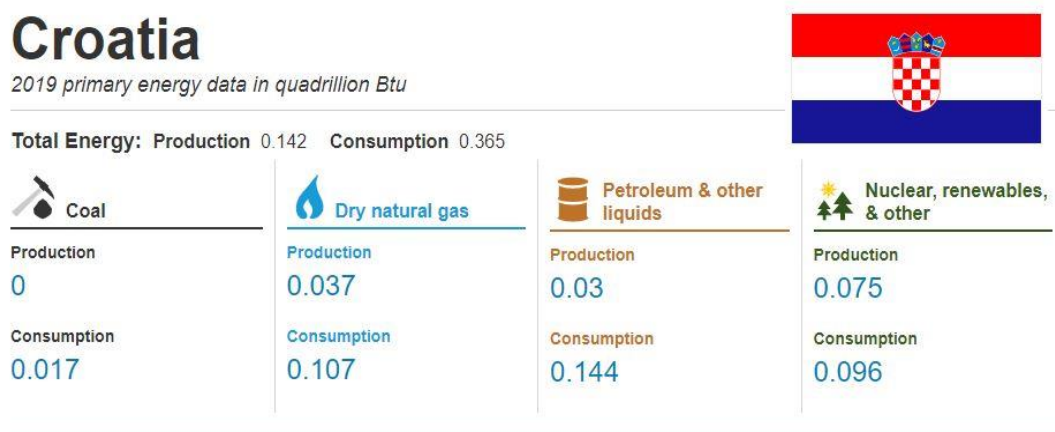 Croatia
2019 primary energy data in quadrillion Btu
Total Energy: Production 0.142 Consumption 0.365
Coal
Production
0
Consumption
0.017
Dry natural gas
Production
0.037
Consumption
0.107
Petroleum & other
liquids
Production
0.03
Consumption
0.144
Nuclear, renewables,
& other
Production
0.075
Consumption
0.096